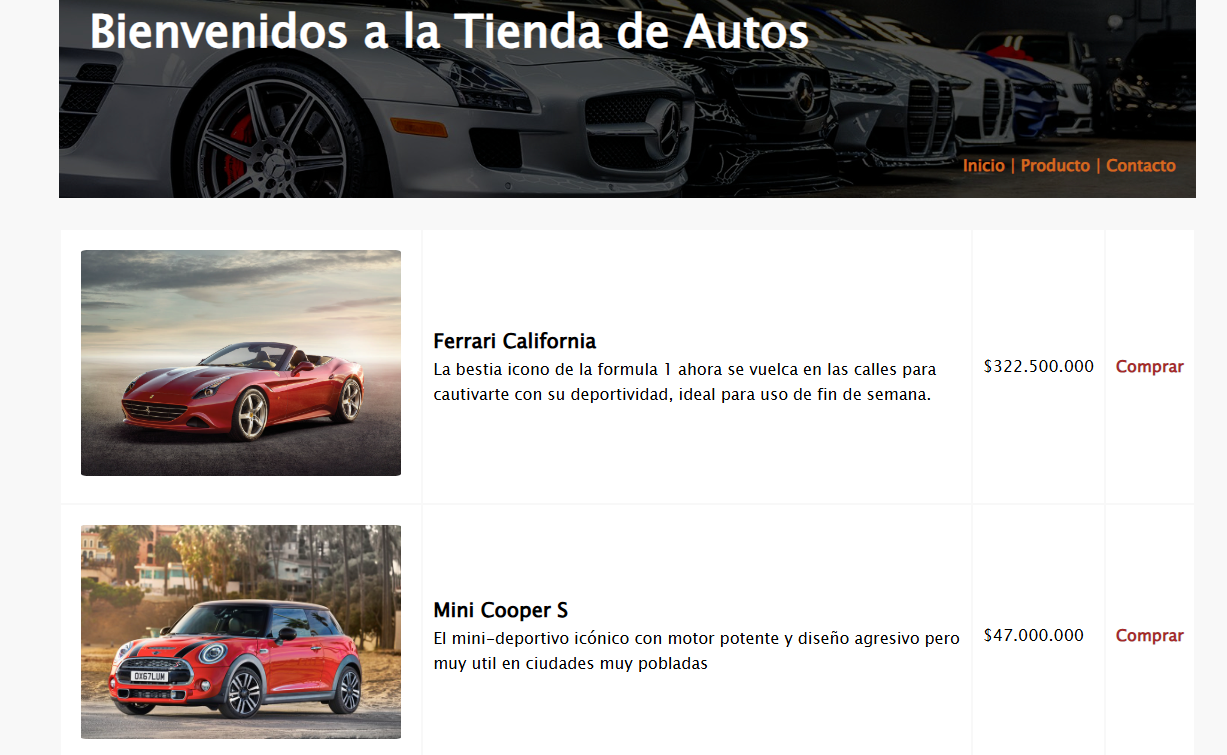 Bienvenidos a la Tienda de Autos
Inicio | Producto | Contacto
Ferrari California
La bestia icono de la formula 1 ahora se vuelca en las calles para
cautivarte con su deportividad, ideal para uso de fin de semana.
$322.500.000
Comprar
Mini Cooper S
El mini-deportivo icónico con motor potente y diseño agresivo pero
muy util en ciudades muy pobladas
$47.000.000
Comprar
OX67LUM